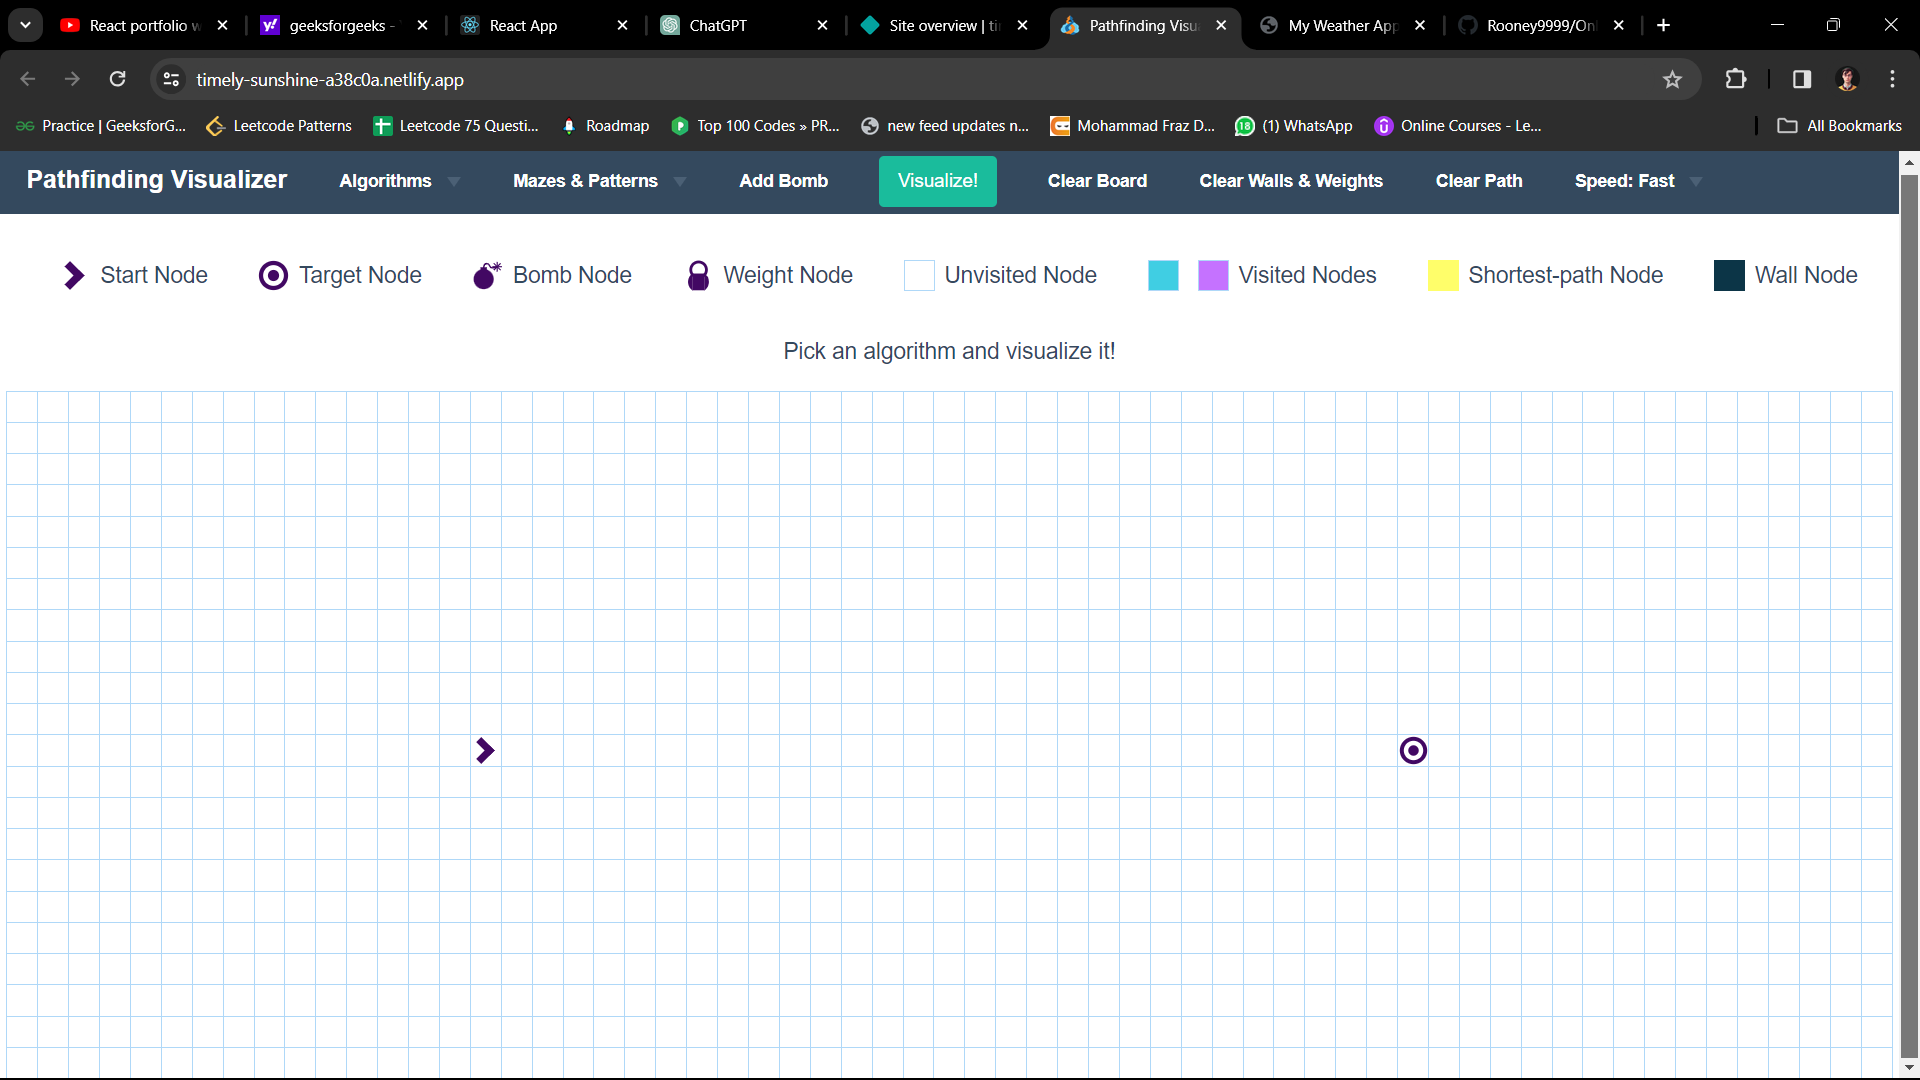 React portfolio w geeksforgeeks - React App ChatGPT Site overview | ti Pathfinding Visu My Weather App Rooney9999/Onl
timely-sunshine-a38c0a.netlify.app
Practice | GeeksforG... Leetcode Patterns Leetcode 75 Questi... Roadmap Top 100 Codes » PR... new feed updates n... Mohammad Fraz D... (1) WhatsApp Online Courses - Le... All Bookmarks
Pathfinding Visualizer Algorithms Mazes & Patterns Add Bomb Visualize! Clear Board Clear Walls & Weights Clear Path Speed: Fast
Start Node Target Node Bomb Node Weight Node Unvisited Node Visited Nodes Shortest-path Node Wall Node
Pick an algorithm and visualize it!